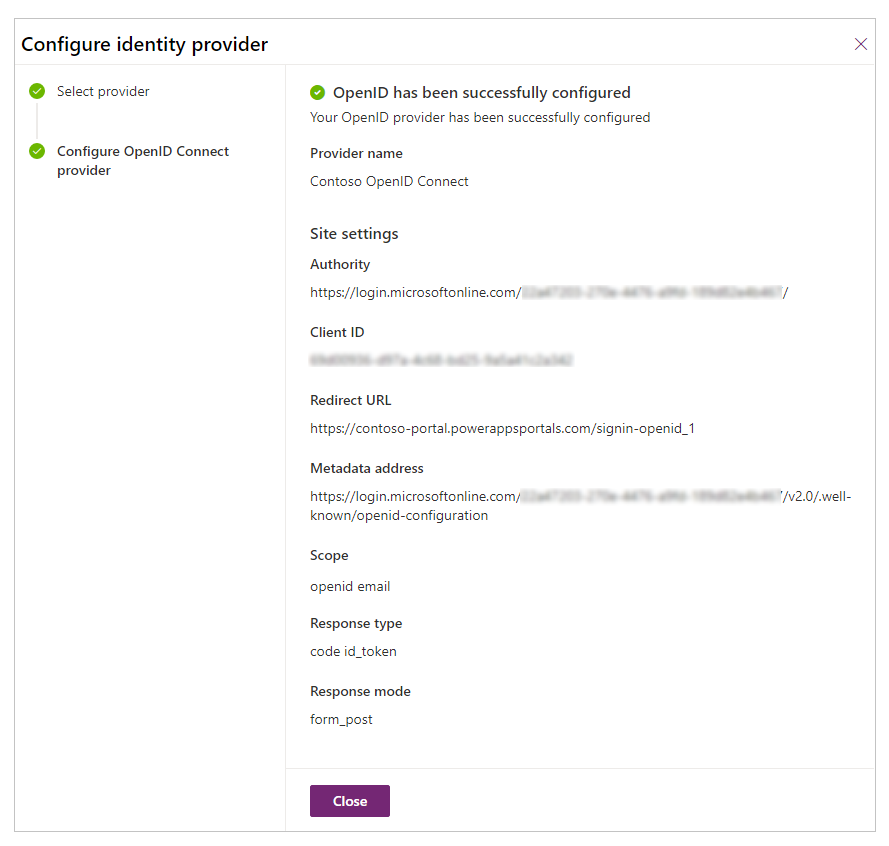 Configure identity provider
Select provider
Configure OpenID Connect
provider
OpenID has been successfully configured
Your OpenID provider has been successfully configured
Provider name
Contoso OpenID Connect
Site settings
Authority
https://login.microsoftonline.com/ /
Client ID
Redirect URL
https://contoso-portal.powerappsportals.com/signin-openid_1
Metadata address
https://login.microsoftonline.com/ /v2.0/.well-
known/openid-configuration
Scope
openid email
Response type
code id_token
Response mode
form_post
Close